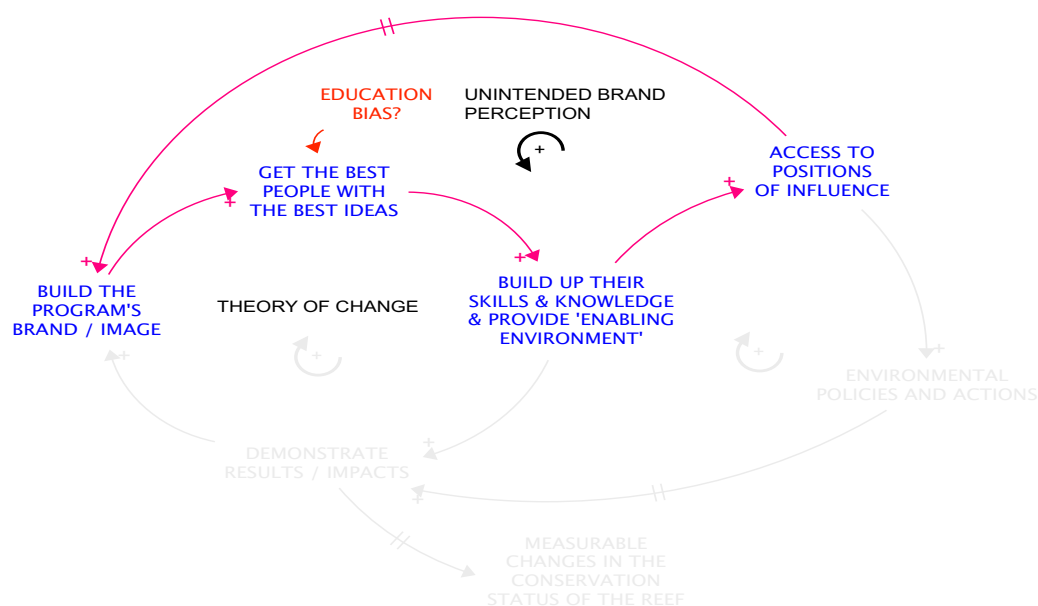 EDUCATION
BIAS?
UNINTENDED BRAND
PERCEPTION
+
GET THE BEST
PEOPLE WITH
THE BEST IDEAS
+
ACCESS TO
POSITIONS
OF INFLUENCE
+
BUILD THE
PROGRAM'S
BRAND / IMAGE
+
THEORY OF CHANGE
+
BUILD UP THEIR
SKILLS & KNOWLEDGE
& PROVIDE 'ENABLING
ENVIRONMENT'
+
+
ENVIRONMENTAL
POLICIES AND ACTIONS
+
+
DEMONSTRATE
RESULTS / IMPACTS
+
+
MEASURABLE
CHANGES IN THE
CONSERVATION
STATUS OF THE REEF